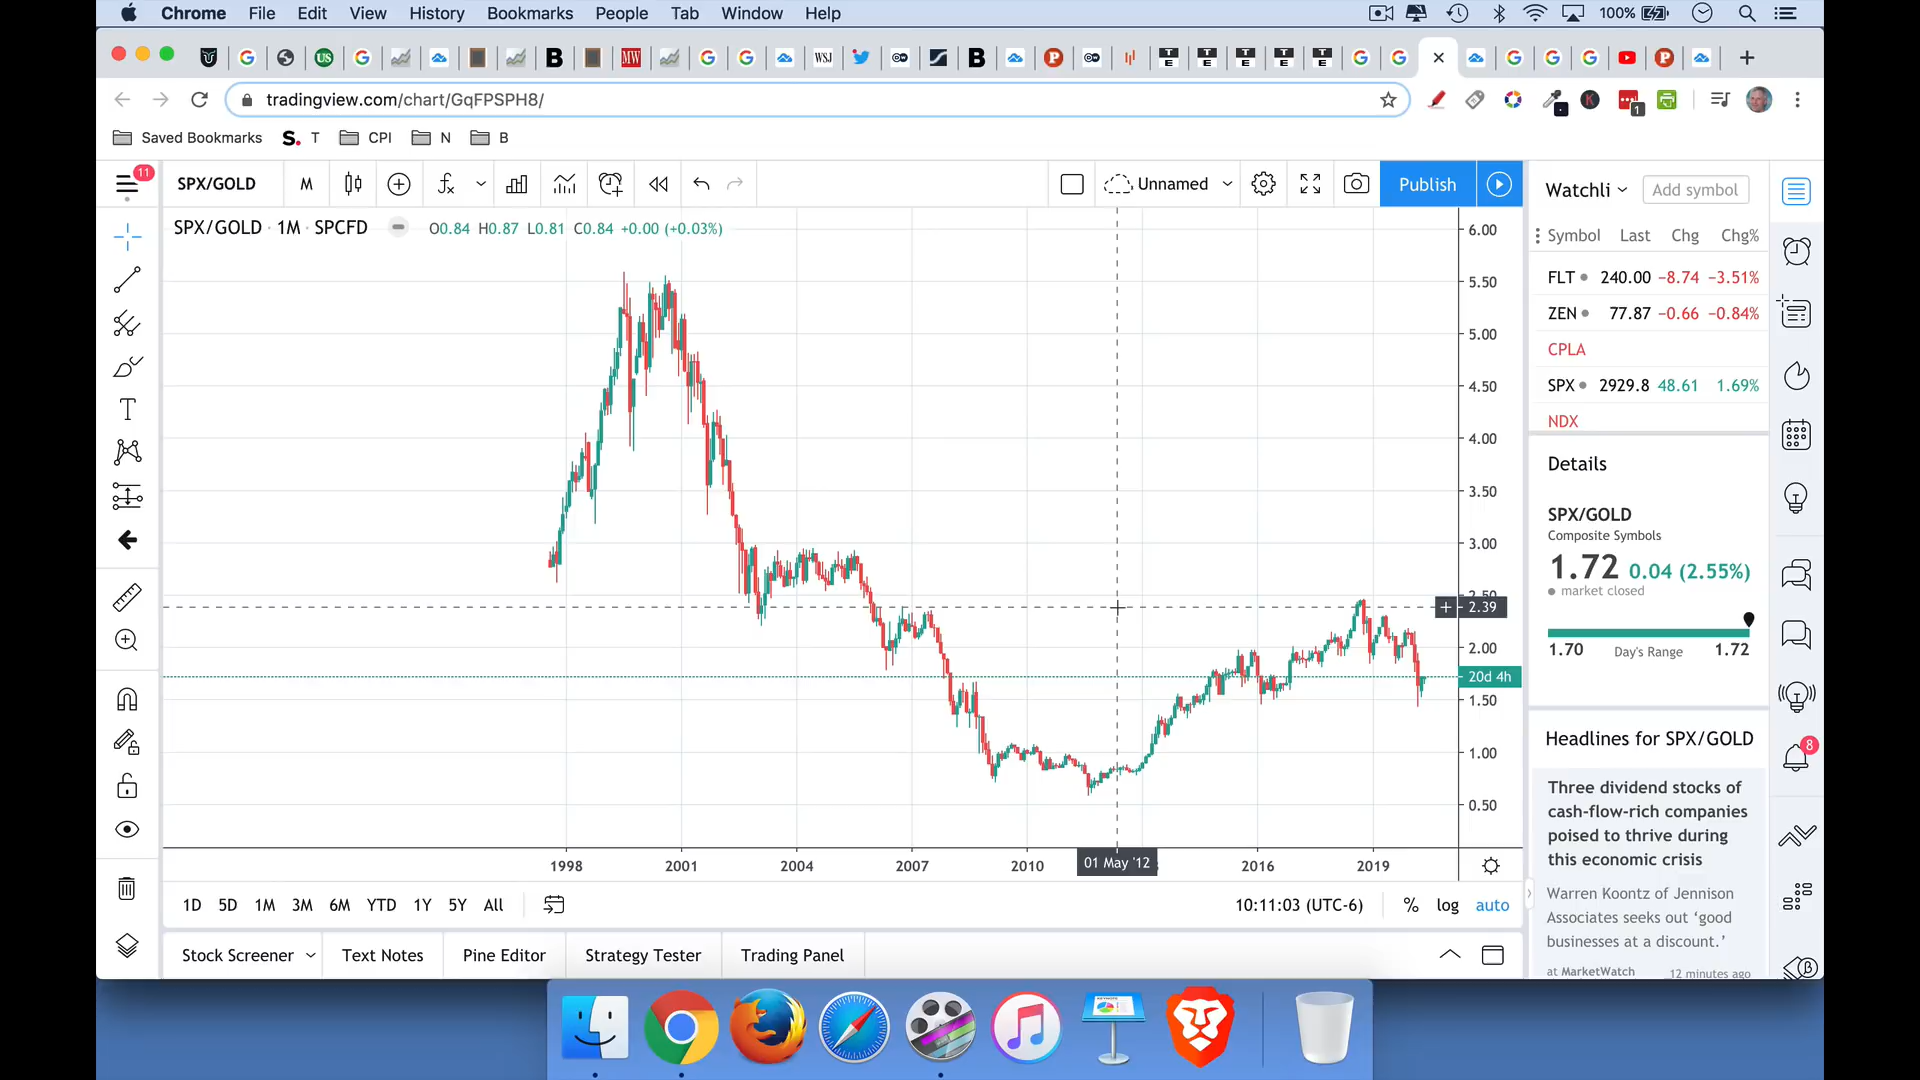 Chrome File Edit View History Bookmarks People Tab Window Help 100%
US B MW WSJ B P T E T E T E T E T E P
tradingview.com/chart/GqFPSPH8/ K 1
Saved Bookmarks S. T CPI N B
11 SPX/GOLD M Unnamed Publish Watchli Add symbol
SPX/GOLD · 1M · SPCFD O0.84 H0.87 L0.81 C0.84 +0.00 (+0.03%)
Symbol Last Chg Chg%
FLT 240.00 −8.74 −3.51%
ZEN 77.87 −0.66 −0.84%
CPLA
SPX 2929.8 48.61 1.69%
NDX
6.00
5.50
5.00
4.50
4.00
3.50
3.00
2.50
2.39
2.00
20d 4h
1.50
1.00
0.50
Details
SPX/GOLD
Composite Symbols
1.72 0.04 (2.55%)
market closed
1.70 Day's Range 1.72
Headlines for SPX/GOLD
8
Three dividend stocks of
cash-flow-rich companies
poised to thrive during
this economic crisis
Warren Koontz of Jennison
Associates seeks out ‘good
businesses at a discount.’
at MarketWatch 12 minutes ago
1998 2001 2004 2007 2010 01 May '12 2016 2019
1D 5D 1M 3M 6M YTD 1Y 5Y All 10:11:03 (UTC-6) % log auto
Stock Screener Text Notes Pine Editor Strategy Tester Trading Panel